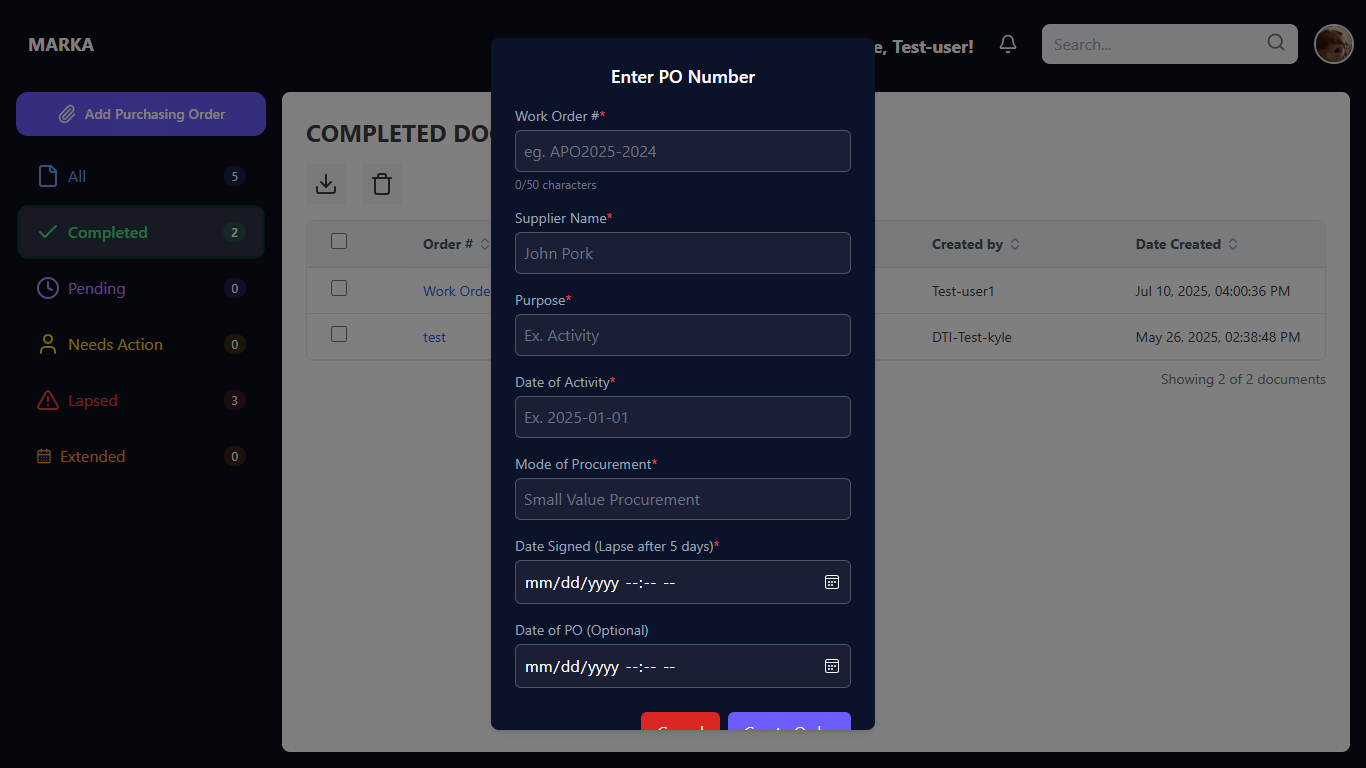 MARKA
e, Test-user!
Search...
Add Purchasing Order
All 5
Completed 2
Pending 0
Needs Action 0
Lapsed 3
Extended 0
COMPLETED
Order # Created by Date Created
Work Test-user1 Jul 10, 2025, 04:00:36 PM
test DTI-Test-kyle May 26, 2025, 02:38:48 PM
Showing 2 of 2 documents
Enter PO Number
Work Order #*
eg. APO2025-2024
0/50 characters
Supplier Name*
John Pork
Purpose*
Ex. Activity
Date of Activity*
Ex. 2025-01-01
Mode of Procurement*
Small Value Procurement
Date Signed (Lapse after 5 days)*
mm/dd/yyyy --:-- --
Date of PO (Optional)
mm/dd/yyyy --:-- --